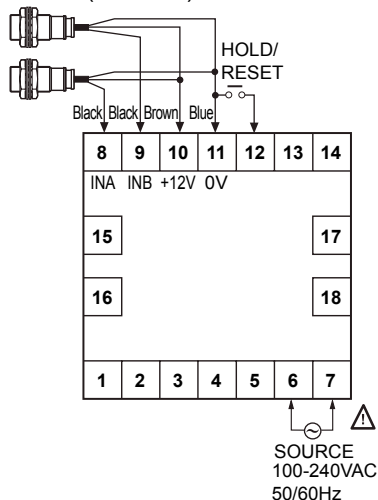 HOLD/
RESET
Black Black Brown Blue
8 9 10 11 12 13 14
INA INB +12V 0V
15 17
16 18
1 2 3 4 5 6 7
SOURCE
100-240VAC
50/60Hz